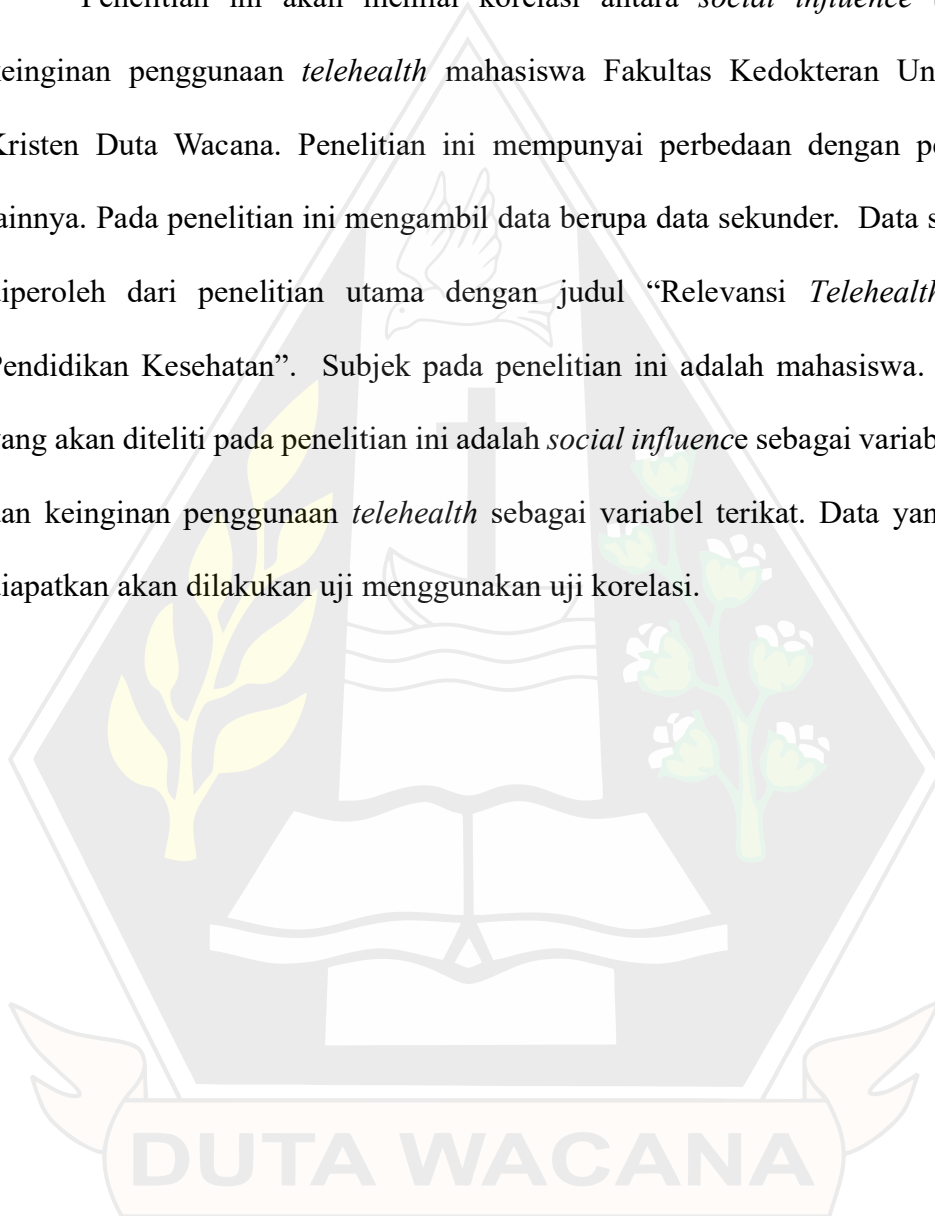 Penelitian ini akan menilai korelasi antara social influence
keinginan penggunaan telehealth mahasiswa Fakultas Kedokteran Un
Kristen Duta Wacana. Penelitian ini mempunyai perbedaan dengan pe
lainnya. Pada penelitian ini mengambil data berupa data sekunder. Data s
diperoleh dari penelitian utama dengan judul “Relevansi Telehealth
Pendidikan Kesehatan”. Subjek pada penelitian ini adalah mahasiswa.
yang akan diteliti pada penelitian ini adalah social influence sebagai variab
dan keinginan penggunaan telehealth sebagai variabel terikat. Data yan
diapatkan akan dilakukan uji menggunakan uji korelasi.
DUTA WACANA